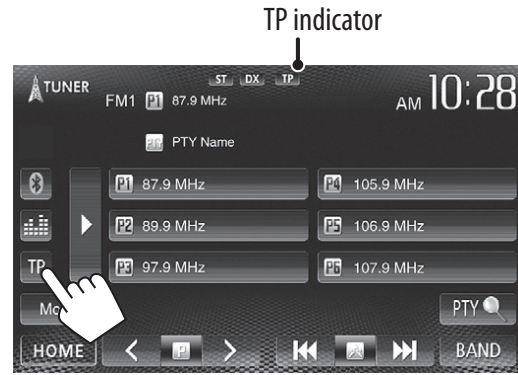 TP indicator
TUNER
ST DX TP
FM1 P1 87.9 MHz
AM 10:28
PTY PTY Name
P1 87.9 MHz
P4 105.9 MHz
P2 89.9 MHz
P5 106.9 MHz
TP
P3 97.9 MHz
P6 107.9 MHz
PTY
HOME
P
BAND